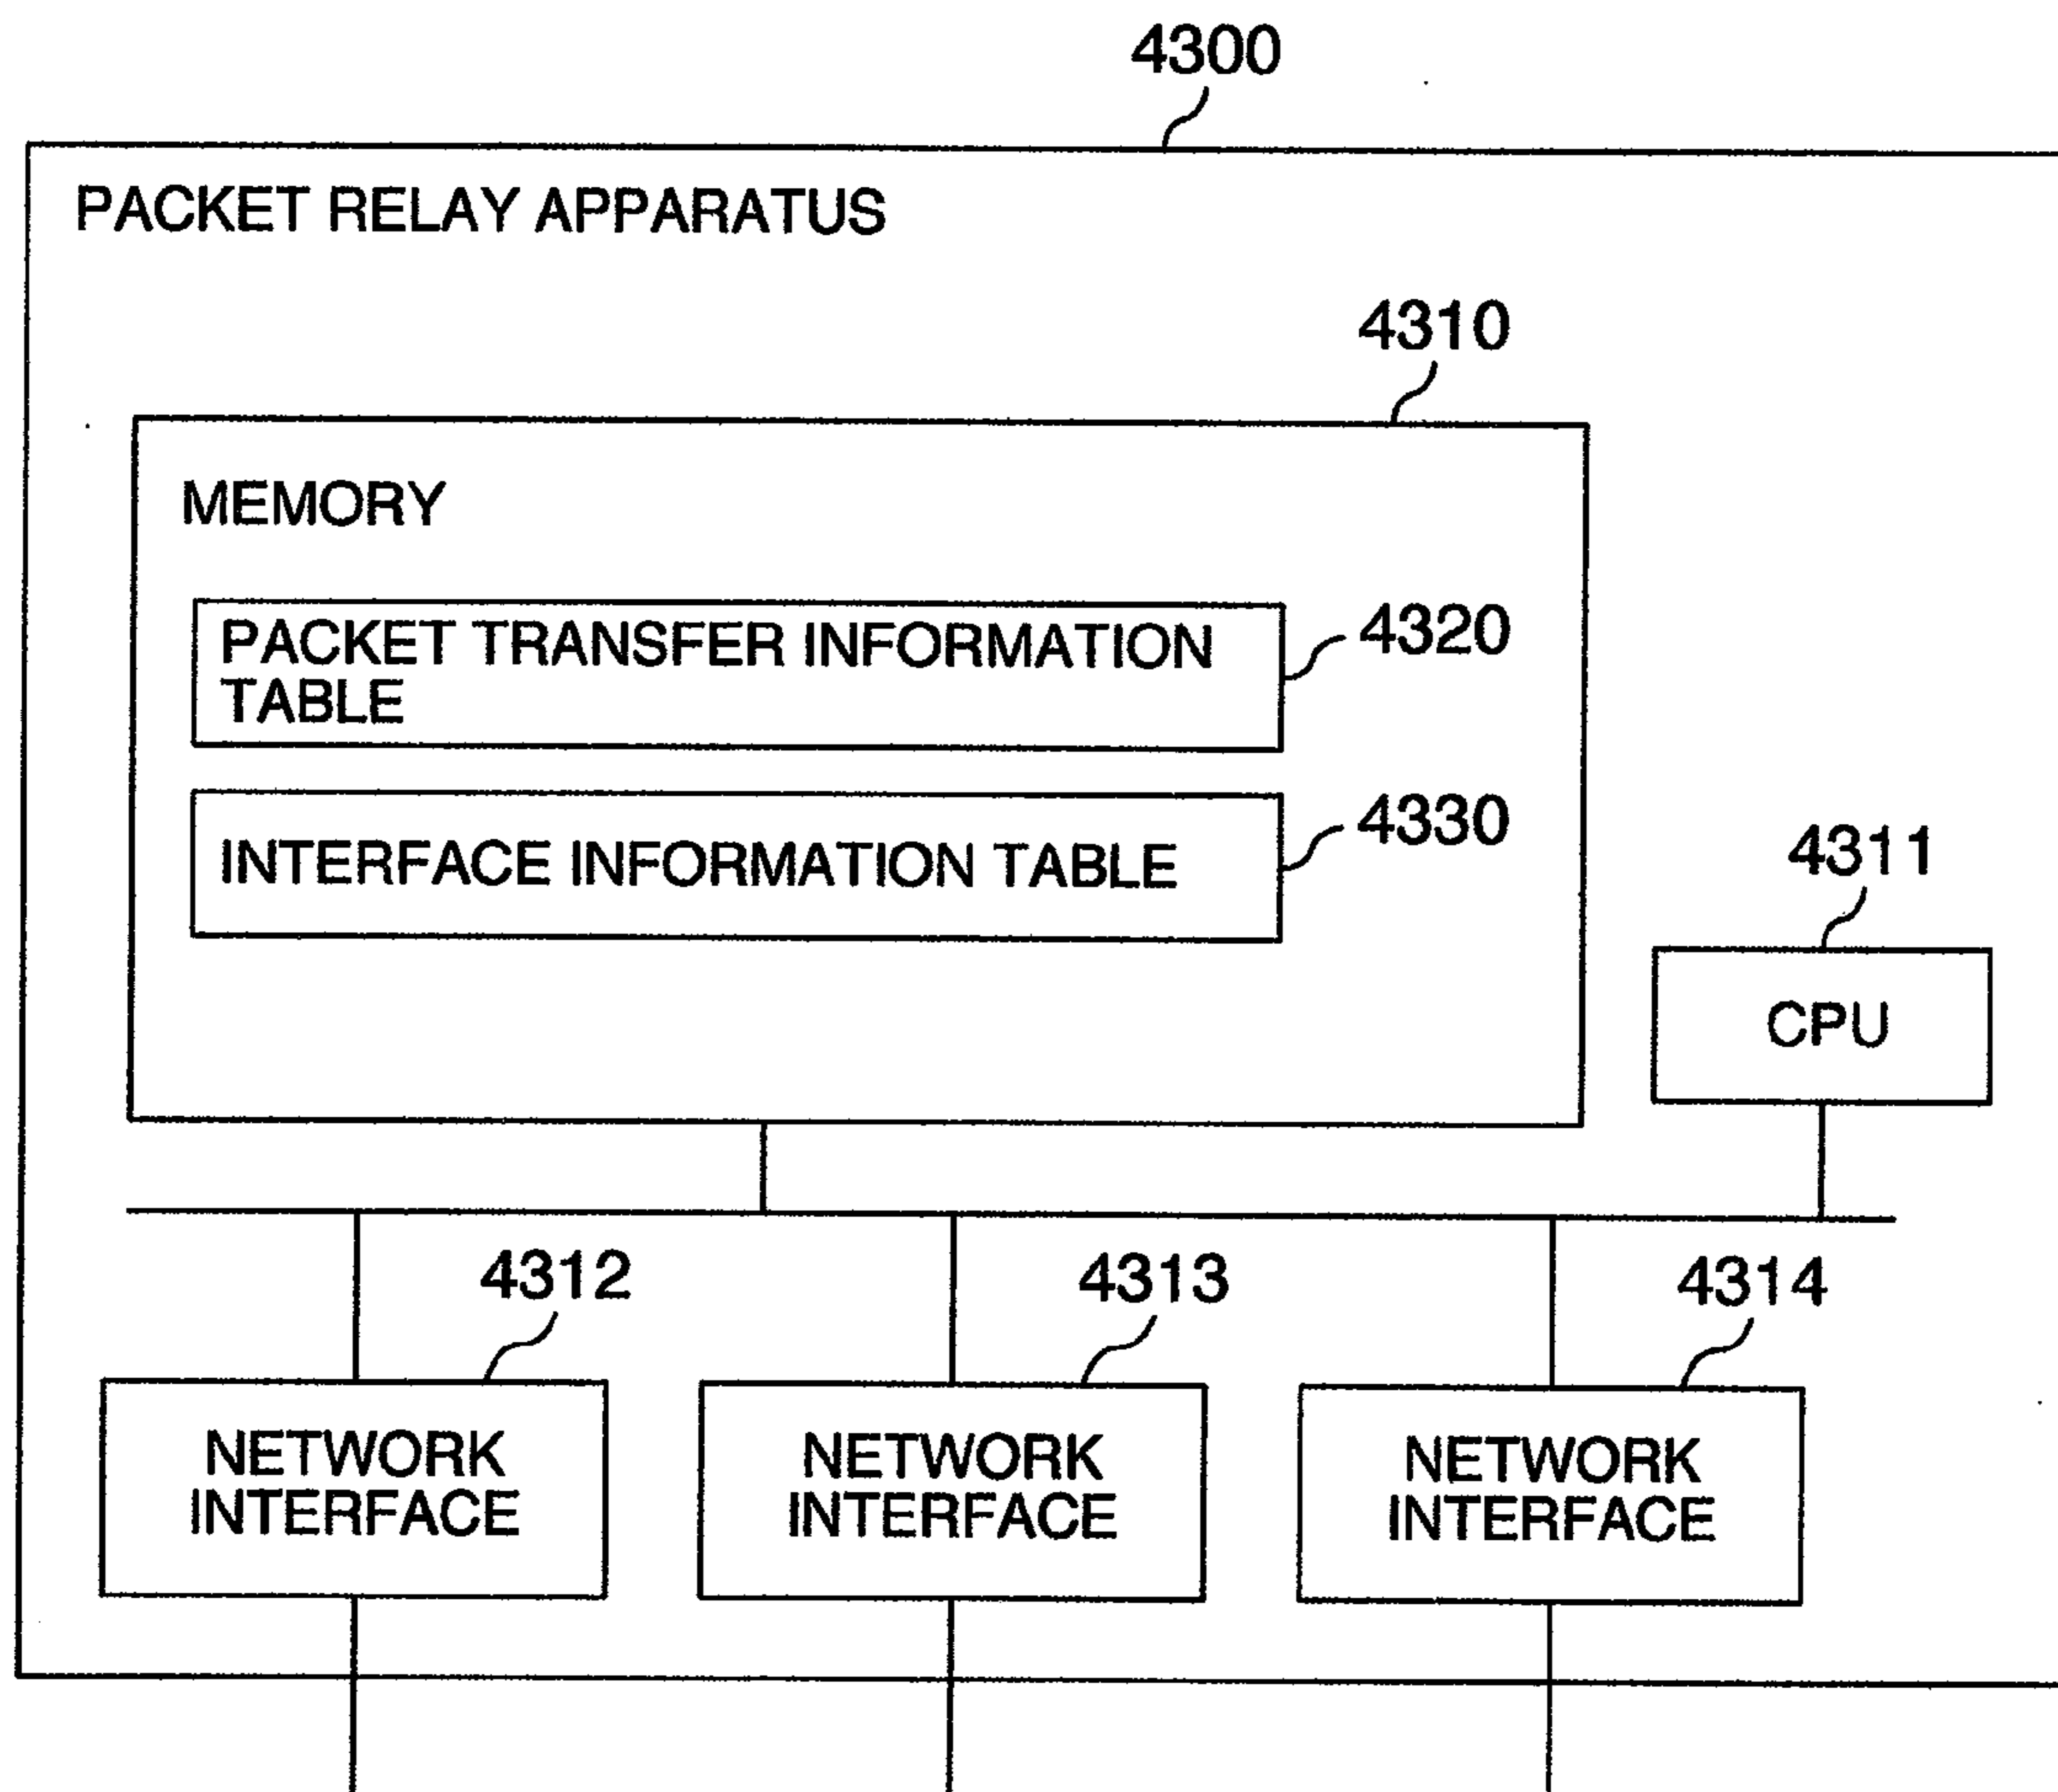 4300
PACKET RELAY APPARATUS
4310
MEMORY
PACKET TRANSFER INFORMATION
TABLE
4320
INTERFACE INFORMATION TABLE
4330
4311
CPU
4312
4313
4314
NETWORK
INTERFACE
NETWORK
INTERFACE
NETWORK
INTERFACE